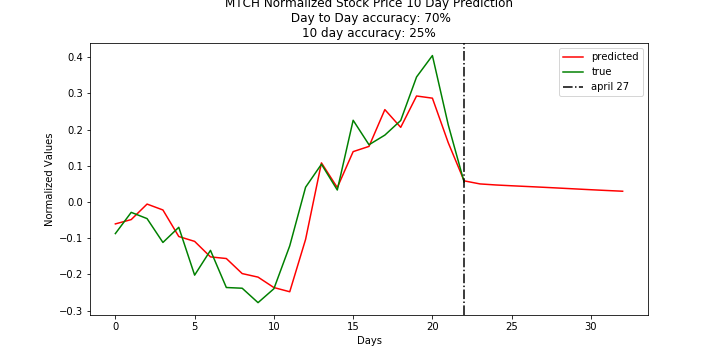 MTCH Normalized Stock Price 10 Day Prediction
Day to Day accuracy: 70%
10 day accuracy: 25%
predicted
true
april 27
Normalized Values
0.4
0.3
0.2
0.1
0.0
−0.1
−0.2
−0.3
0
5
10
15
20
25
30
Days